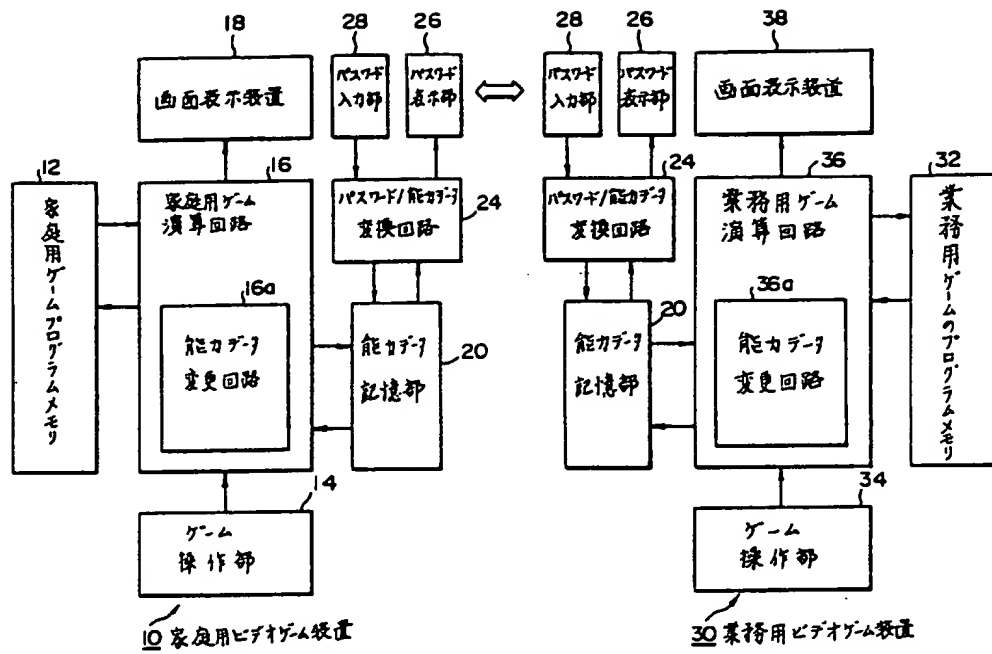 18
28
26
28
26
38
画面表示装置
パスワード
入力部
パスワード
表示部
パスワード
入力部
パスワード
表示部
画面表示装置
12
16
24
24
36
32
家庭用ゲームプログラムメモリ
家庭用ゲーム
演算回路
パスワード/能力データ
変換回路
パスワード/能力データ
変換回路
業務用ゲーム
演算回路
業務用ゲームのプログラムメモリ
16a
能力データ
変更回路
能力データ
記憶部
20
能力データ
記憶部
20
36a
能力データ
変更回路
14
ゲーム
操作部
34
ゲーム
操作部
10 家庭用ビデオゲーム装置
30 業務用ビデオゲーム装置